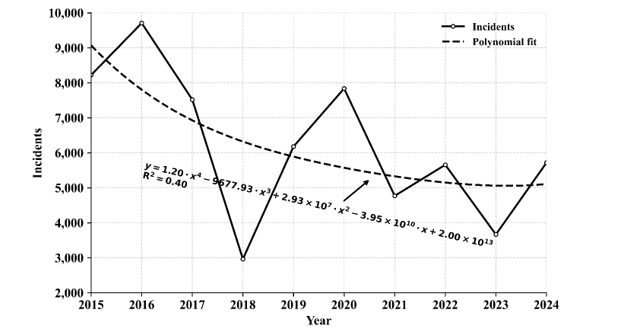 10,000
9,000
8,000
7,000
6,000
5,000
4,000
3,000
2,000
Incidents
Incidents
Polynomial fit
y = 1.20 · x⁴ − 9677.93 · x³ + 2.93 × 10⁷ · x² − 3.95 × 10¹⁰ · x + 2.00 × 10¹³
R² = 0.40
2015 2016 2017 2018 2019 2020 2021 2022 2023 2024
Year